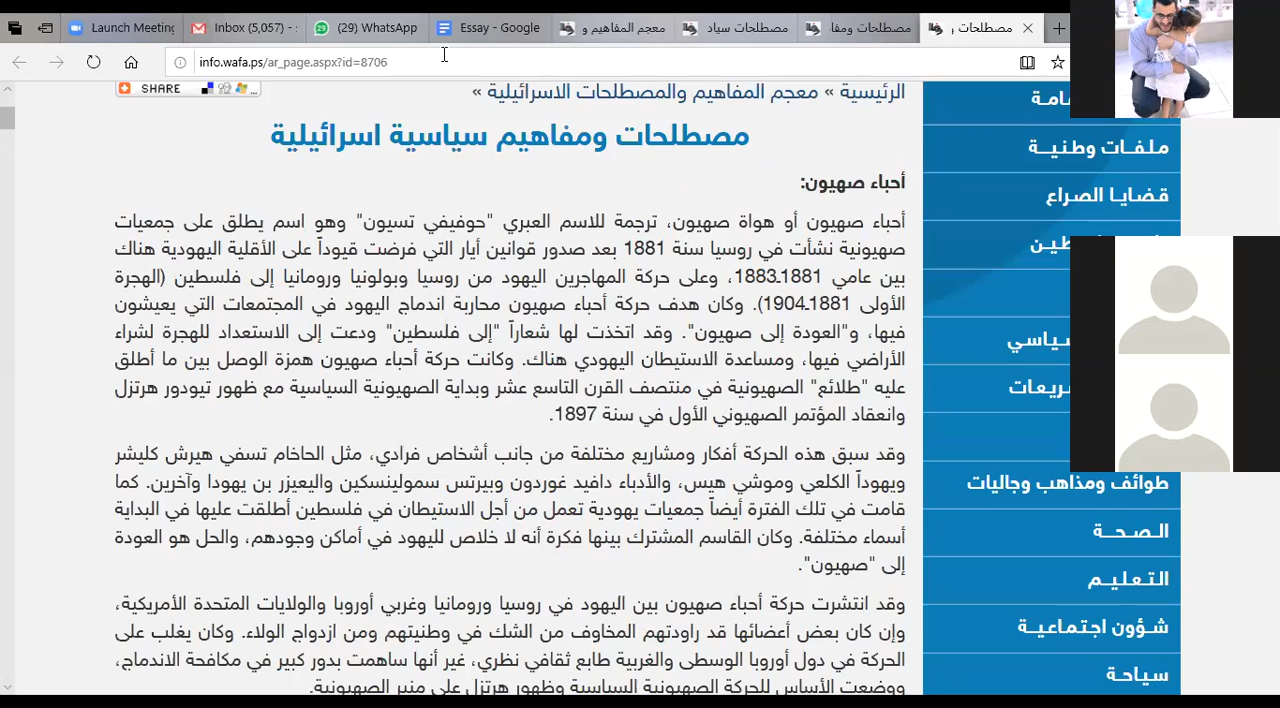 Launch Meeting
Inbox (5,057) -
(29) WhatsApp
Essay - Google
معجم المفاهيم و
مصطلحات سياد
مصطلحات ومفا
مصطلحات و
info.wafa.ps/ar_page.aspx?id=8706
SHARE
الرئيسية » معجم المفاهيم والمصطلحات الاسرائيلية »
مصطلحات ومفاهيم سياسية اسرائيلية
أحباء صهيون:
أحباء صهيون أو هواة صهيون، ترجمة للاسم العبري "حوفيفي تسيون" وهو اسم يطلق على جمعيات
صهيونية نشأت في روسيا سنة 1881 بعد صدور قوانين أيار التي فرضت قيوداً على الأقلية اليهودية هناك
بين عامي 1881ـ1883، وعلى حركة المهاجرين اليهود من روسيا وبولونيا ورومانيا إلى فلسطين (الهجرة
الأولى 1881ـ1904). وكان هدف حركة أحباء صهيون محاربة اندماج اليهود في المجتمعات التي يعيشون
فيها، و"العودة إلى صهيون". وقد اتخذت لها شعاراً "إلى فلسطين" ودعت إلى الاستعداد للهجرة لشراء
الأراضي فيها، ومساعدة الاستيطان اليهودي هناك. وكانت حركة أحباء صهيون همزة الوصل بين ما أطلق
عليه "طلائع" الصهيونية في منتصف القرن التاسع عشر وبداية الصهيونية السياسية مع ظهور تيودور هرتزل
وانعقاد المؤتمر الصهيوني الأول في سنة 1897.
وقد سبق هذه الحركة أفكار ومشاريع مختلفة من جانب أشخاص فرادي، مثل الحاخام تسفي هيرش كليشر
ويهوداً الكلعي وموشي هيس، والأدباء دافيد غوردون وبيرتس سمولينسكين واليعيزر بن يهودا وآخرين. كما
قامت في تلك الفترة أيضاً جمعيات يهودية تعمل من أجل الاستيطان في فلسطين أطلقت عليها في البداية
أسماء مختلفة. وكان القاسم المشترك بينها فكرة أنه لا خلاص لليهود في أماكن وجودهم، والحل هو العودة
إلى "صهيون".
وقد انتشرت حركة أحباء صهيون بين اليهود في روسيا ورومانيا وغربي أوروبا والولايات المتحدة الأمريكية،
وإن كان بعض أعضائها قد راودتهم المخاوف من الشك في وطنيتهم ومن ازدواج الولاء. وكان يغلب على
الحركة في دول أوروبا الوسطى والغربية طابع ثقافي نظري، غير أنها ساهمت بدور كبير في مكافحة الاندماج،
ووضعت الأساس للحركة الصهيونية السياسية وظهور هرتزل على منبر الصهيونية.
ملفات وطنية
قضايا الصراع
طوائف ومذاهب وجاليات
الصحة
التعليم
شؤون اجتماعية
سياحة